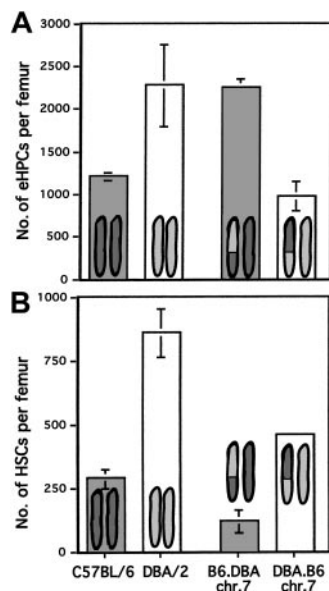 A
No. of eHPCs per femur
3000
2500
2000
1500
1000
500
0
B
No. of HSCs per femur
1000
750
500
250
0
C57BL/6 DBA/2 B6.DBA DBA.B6
chr.7 chr.7